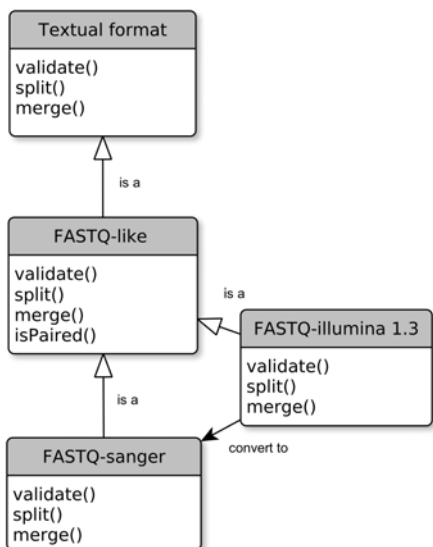 Textual format
validate()
split()
merge()
is a
FASTQ-like
validate()
split()
merge()
isPaired()
is a
FASTQ-illumina 1.3
validate()
split()
merge()
is a
convert to
FASTQ-sanger
validate()
split()
merge()